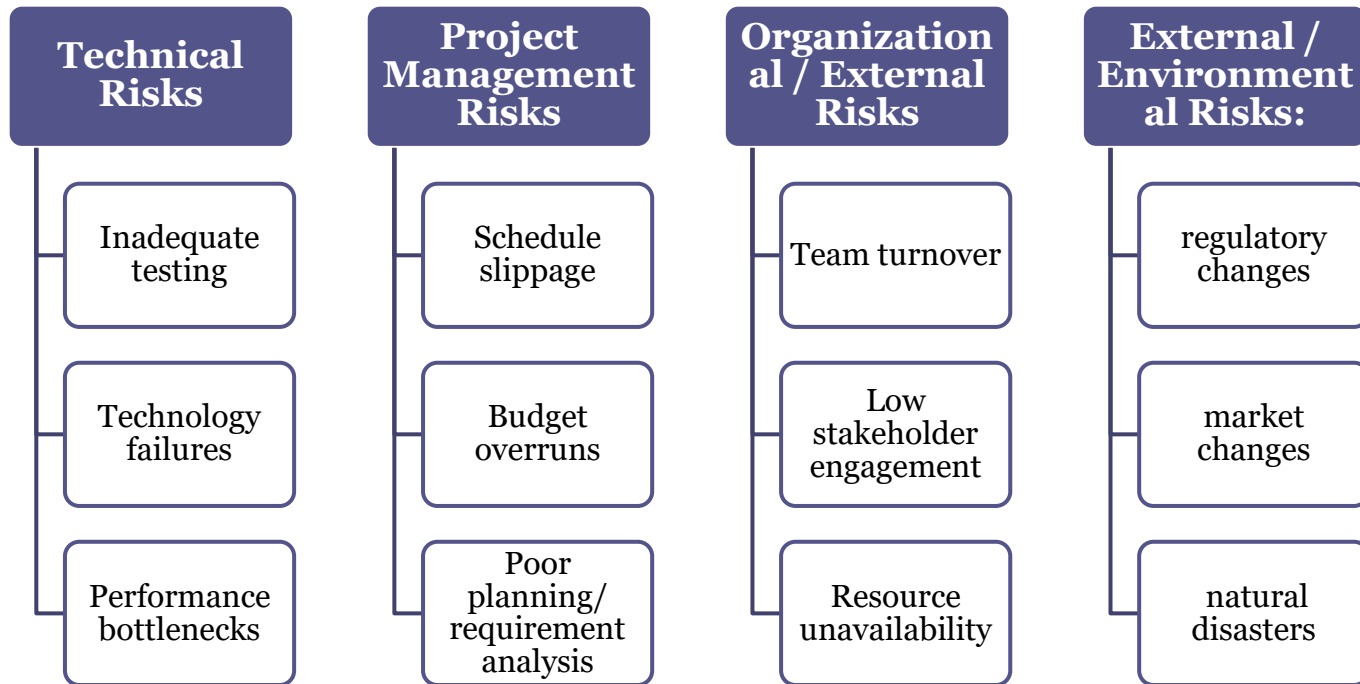 Technical
Risks
Inadequate
testing
Technology
failures
Performance
bottlenecks
Project
Management
Risks
Schedule
slippage
Budget
overruns
Poor
planning/
requirement
analysis
Organization
al / External
Risks
Team turnover
Low
stakeholder
engagement
Resource
unavailability
External /
Environment
al Risks:
regulatory
changes
market
changes
natural
disasters